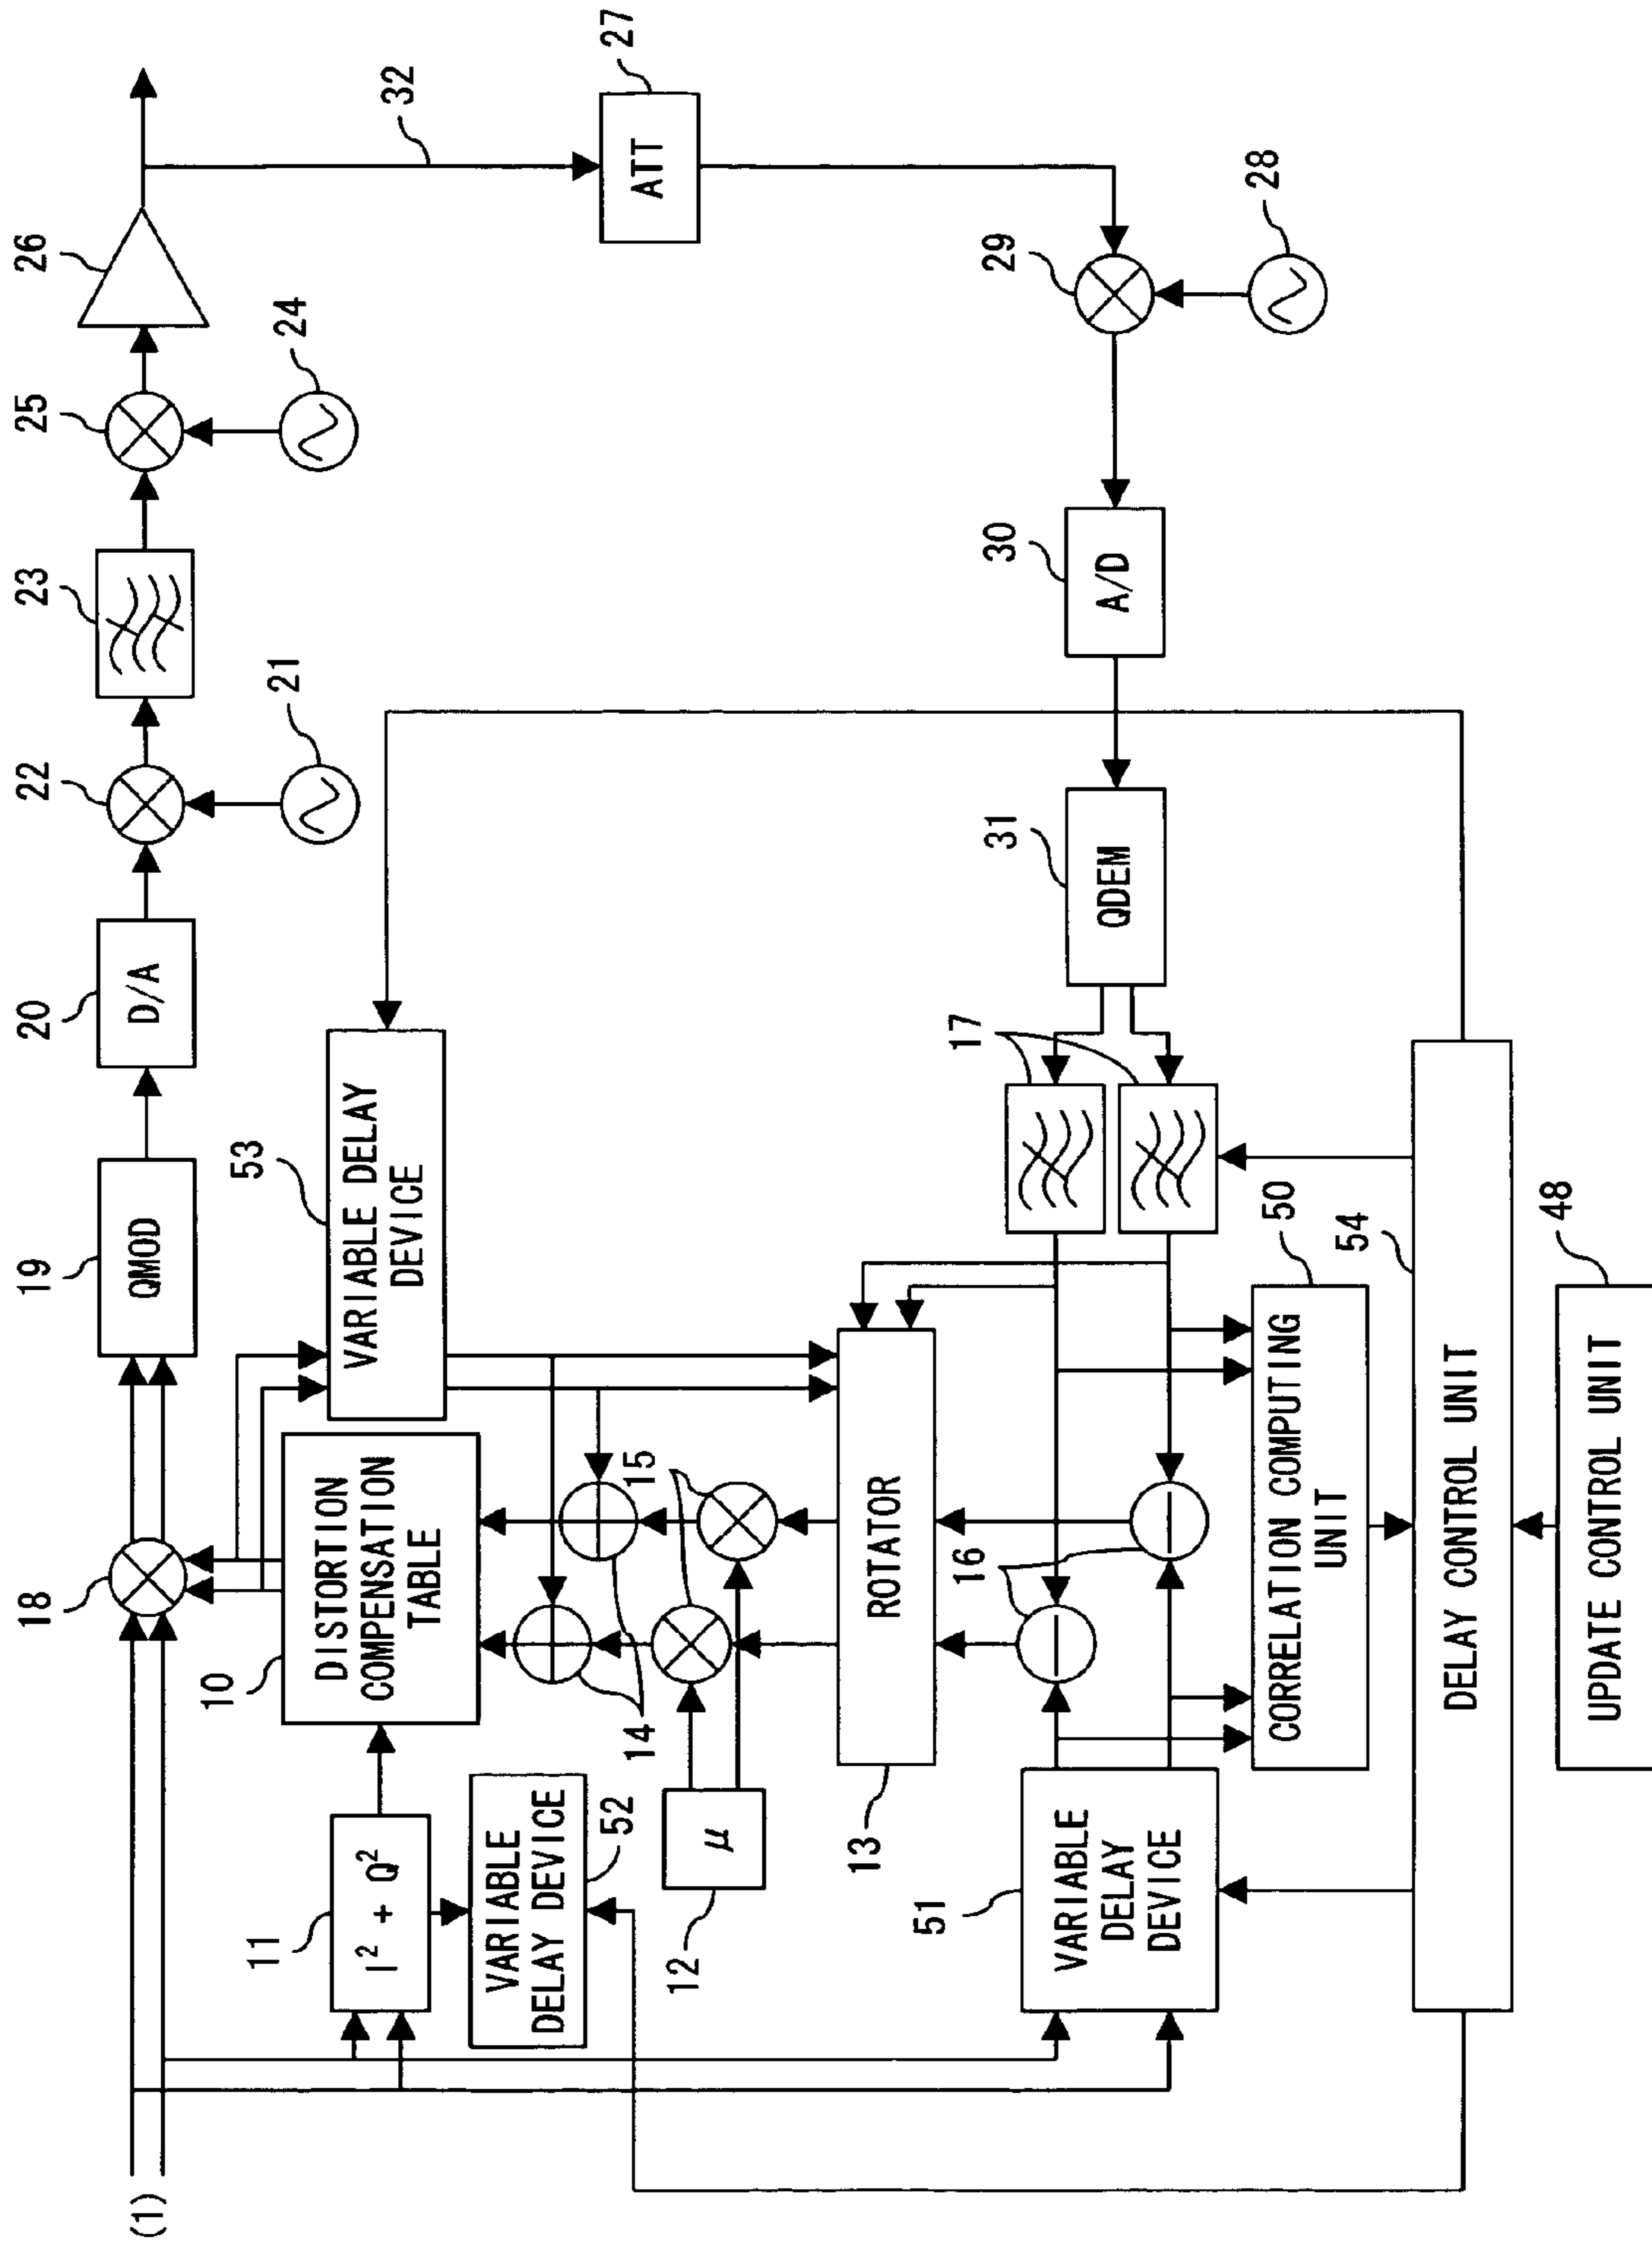 (1)
18
19
QMOD
20
D/A
22
21
23
25
24
26
32
27
ATT
11
I² + Q²
10
DISTORTION
COMPENSATION
TABLE
53
VARIABLE DELAY
DEVICE
VARIABLE
DELAY DEVICE
52
12
μ
14
15
13
ROTATOR
16
51
VARIABLE
DELAY
DEVICE
17
31
QDEM
30
A/D
29
28
CORRELATION COMPUTING
UNIT
50
54
DELAY CONTROL UNIT
48
UPDATE CONTROL UNIT